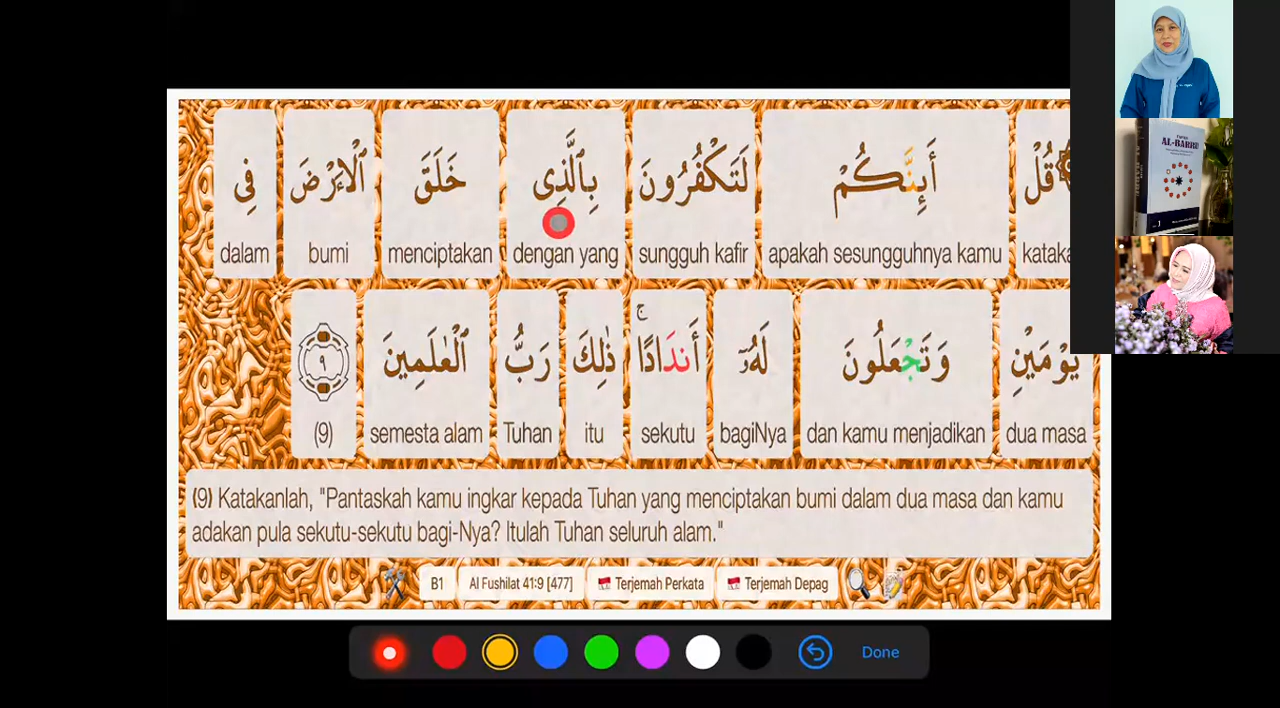 قُلْ أَىِٕنَّكُمْ لَتَكْفُرُونَ بِٱلَّذِى خَلَقَ ٱلْاَرْضَ فِى
apakah sesungguhnya kamu sungguh kafir dengan yang menciptakan bumi dalam
يَوْمَيْنِ وَتَجْعَلُونَ لَهُۥٓ أَندَادًاۚ ذٰلِكَ رَبُّ ٱلْعٰلَمِينَ ٩
dua masa dan kamu menjadikan bagiNya sekutu itu Tuhan semesta alam (9)
(9) Katakanlah, "Pantaskah kamu ingkar kepada Tuhan yang menciptakan bumi dalam dua masa dan kamu
adakan pula sekutu-sekutu bagi-Nya? Itulah Tuhan seluruh alam."
B1 Al Fushilat 41:9 [477] Terjemah Perkata Terjemah Depag
Done
AL-BARRU